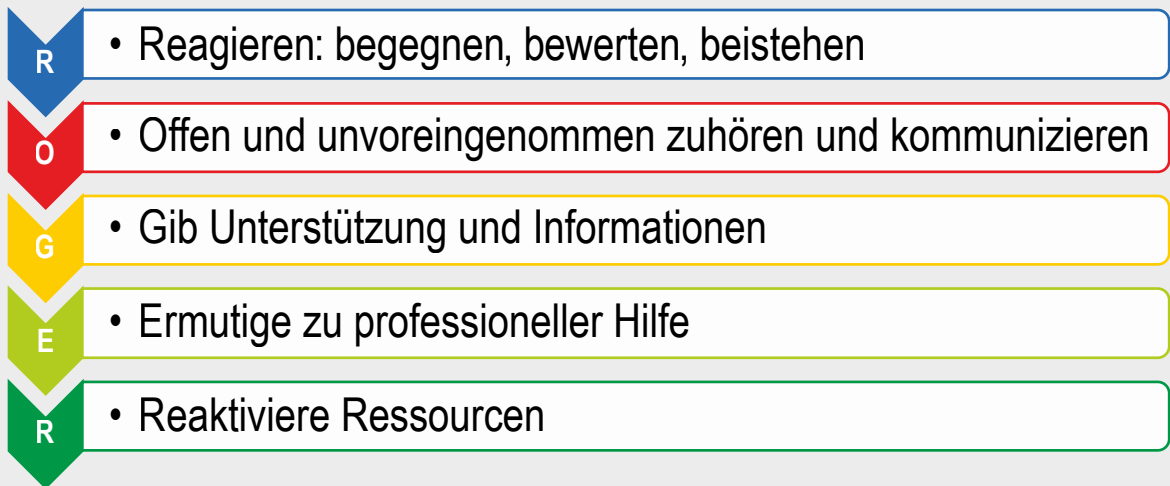 R • Reagieren: begegnen, bewerten, beistehen
O • Offen und unvoreingenommen zuhören und kommunizieren
G • Gib Unterstützung und Informationen
E • Ermutige zu professioneller Hilfe
R • Reaktiviere Ressourcen